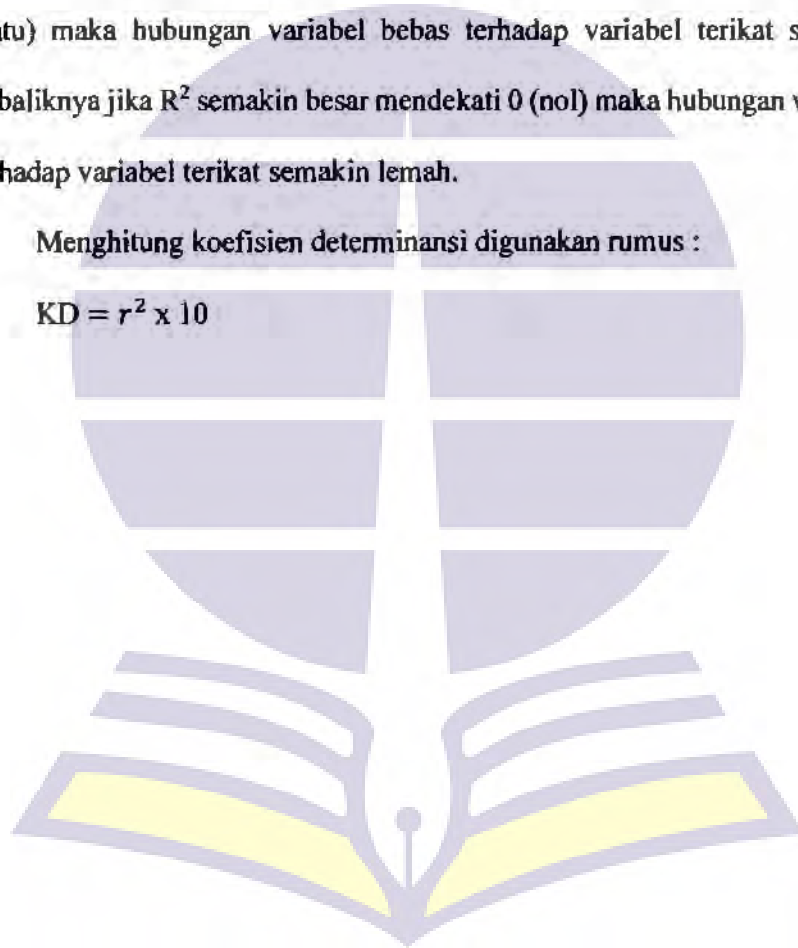 tu) maka hubungan variabel bebas terhadap variabel terikat s
baliknya jika R² semakin besar mendekati 0 (nol) maka hubungan
hadap variabel terikat semakin lemah.
Menghitung koefisien determinansi digunakan rumus :
KD = r² x 10